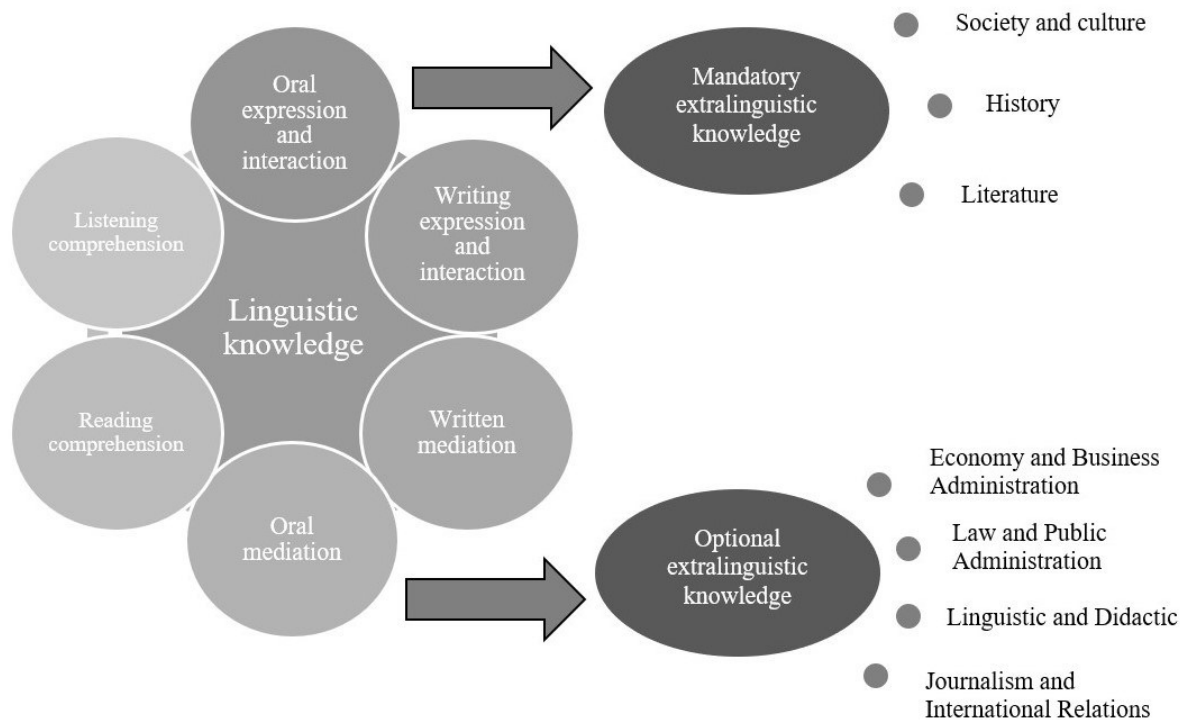 Oral
expression
and
interaction
Writing
expression
and
interaction
Listening
comprehension
Linguistic
knowledge
Reading
comprehension
Written
mediation
Oral
mediation
Mandatory
extralinguistic
knowledge
Society and culture
History
Literature
Optional
extralinguistic
knowledge
Economy and Business
Administration
Law and Public
Administration
Linguistic and Didactic
Journalism and
International Relations